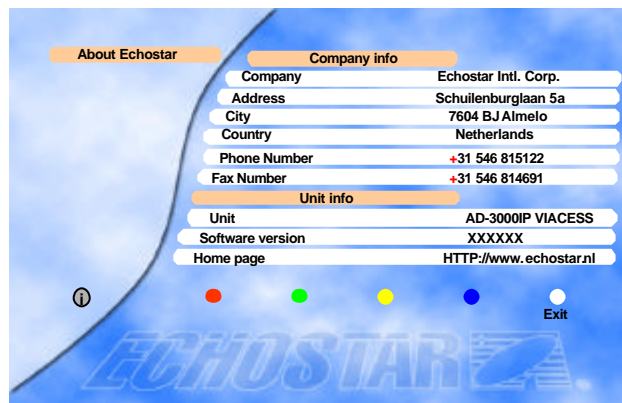 About Echostar
Company info
Company Echostar Intl. Corp.
Address Schuilenburglaan 5a
City 7604 BJ Almelo
Country Netherlands
Phone Number +31 546 815122
Fax Number +31 546 814691
Unit info
Unit AD-3000IP VIACESS
Software version XXXXXX
Home page HTTP://www.echostar.nl
i
Exit
ECHOSTAR